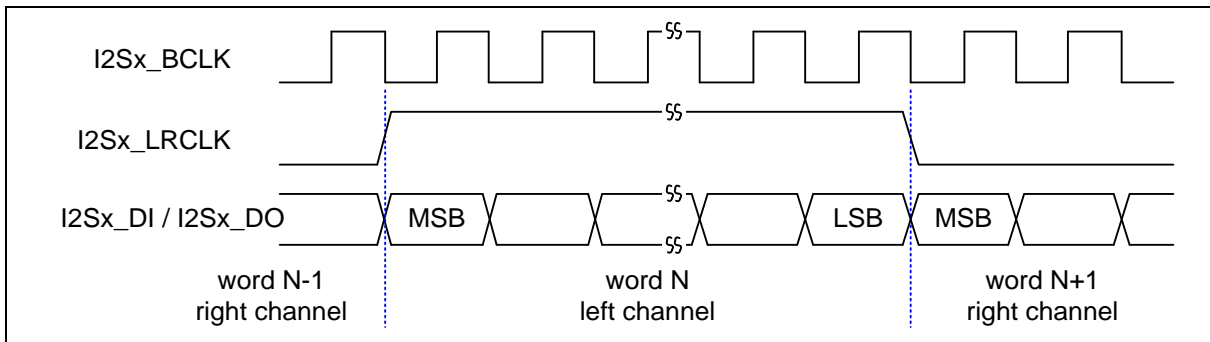 I2Sx_BCLK
I2Sx_LRCLK
I2Sx_DI / I2Sx_DO
MSB
LSB
MSB
word N-1
right channel
word N
left channel
word N+1
right channel